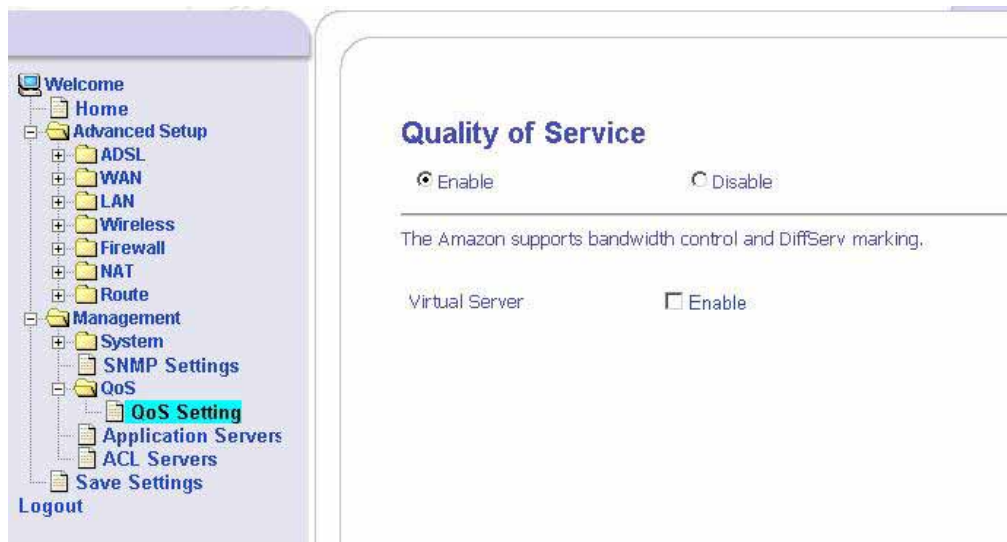 Welcome
Home
Advanced Setup
ADSL
WAN
LAN
Wireless
Firewall
NAT
Route
Management
System
SNMP Settings
QoS
QoS Setting
Application Servers
ACL Servers
Save Settings
Logout
Quality of Service
Enable Disable
The Amazon supports bandwidth control and DiffServ marking.
Virtual Server Enable